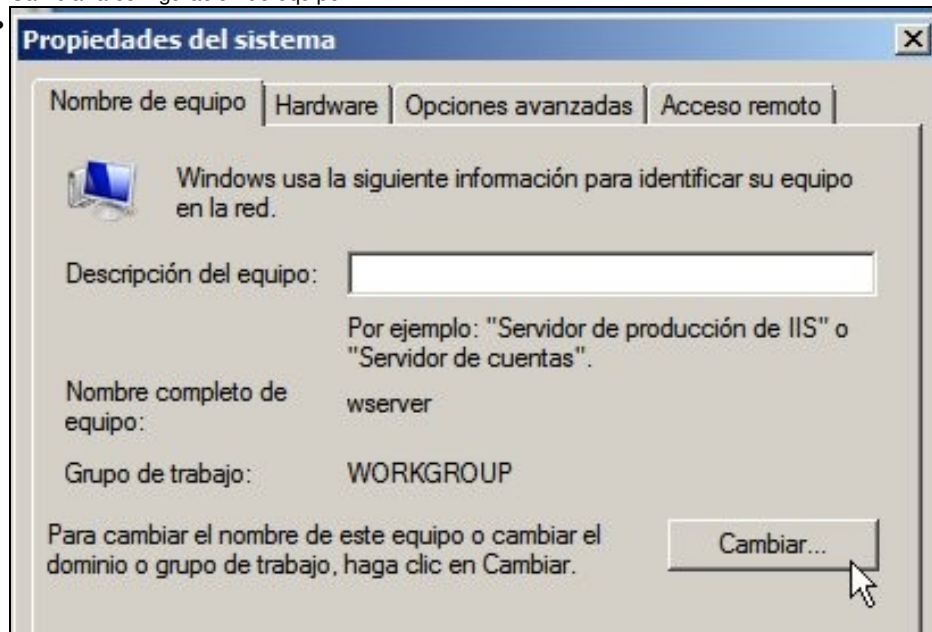 Propiedades del sistema
Nombre de equipo Hardware Opciones avanzadas Acceso remoto
Windows usa la siguiente información para identificar su equipo
en la red.
Descripción del equipo:
Por ejemplo: "Servidor de producción de IIS" o
"Servidor de cuentas".
Nombre completo de
equipo:
wserver
Grupo de trabajo:
WORKGROUP
Para cambiar el nombre de este equipo o cambiar el
dominio o grupo de trabajo, haga clic en Cambiar.
Cambiar...